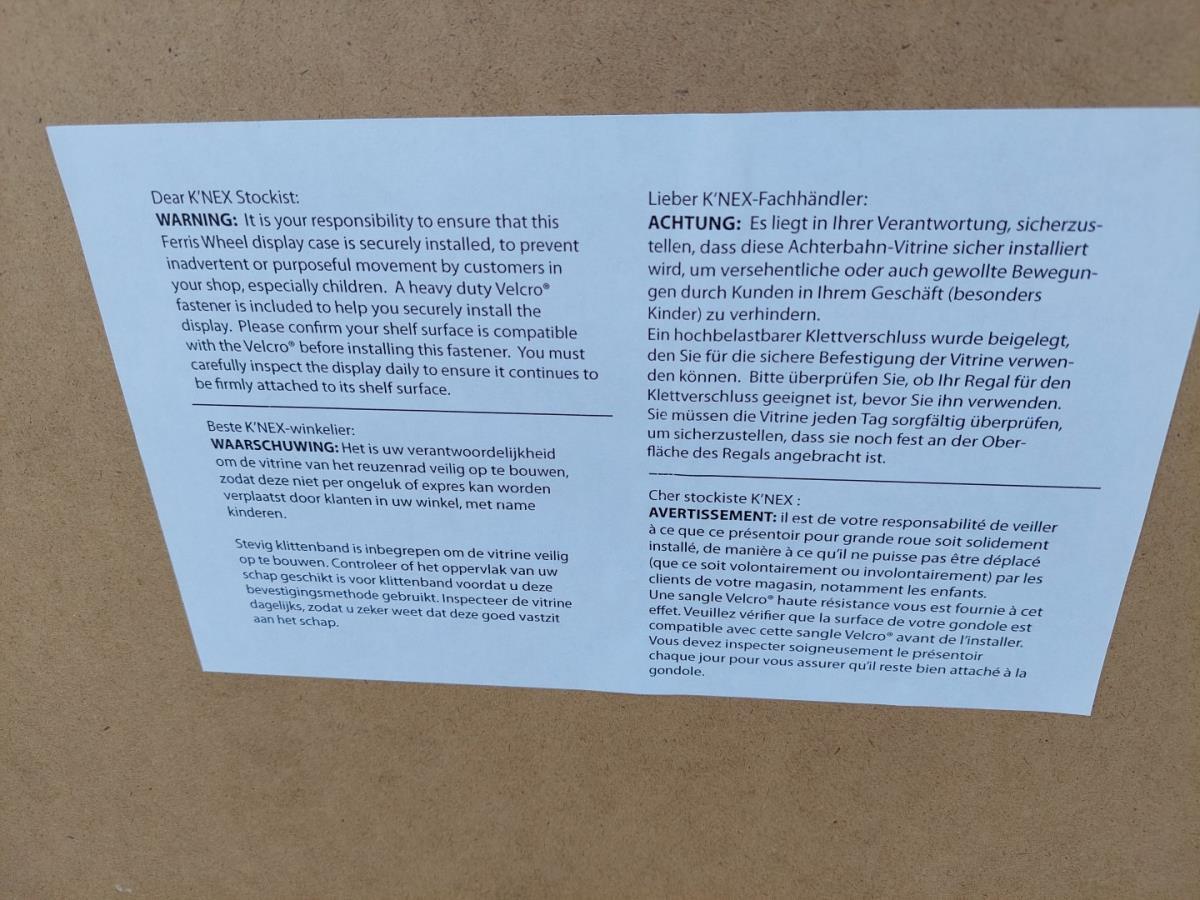 Dear K'NEX Stockist:
WARNING: It is your responsibility to ensure that this
Ferris Wheel display case is securely installed, to prevent
inadvertent or purposeful movement by customers in
your shop, especially children. A heavy duty Velcro®
fastener is included to help you securely install the
display. Please confirm your shelf surface is compatible
with the Velcro® before installing this fastener. You must
carefully inspect the display daily to ensure it continues to
be firmly attached to its shelf surface.
Beste K'NEX-winkelier:
WAARSCHUWING: Het is uw verantwoordelijkheid
om de vitrine van het reuzenrad veilig op te bouwen,
zodat deze niet per ongeluk of expres kan worden
verplaatst door klanten in uw winkel, met name
kinderen.
Stevig klittenband is inbegrepen om de vitrine veilig
op te bouwen. Controleer of het oppervlak van uw
schap geschikt is voor klittenband voordat u deze
bevestigingsmethode gebruikt. Inspecteer de vitrine
dagelijks, zodat u zeker weet dat deze goed vastzit
aan het schap.
Lieber K'NEX-Fachhändler:
ACHTUNG: Es liegt in Ihrer Verantwortung, sicherzus-
tellen, dass diese Achterbahn-Vitrine sicher installiert
wird, um versehentliche oder auch gewollte Bewegun-
gen durch Kunden in Ihrem Geschäft (besonders
Kinder) zu verhindern.
Ein hochbelastbarer Klettverschluss wurde beigelegt,
den Sie für die sichere Befestigung der Vitrine verwen-
den können. Bitte überprüfen Sie, ob Ihr Regal für den
Klettverschluss geeignet ist, bevor Sie ihn verwenden.
Sie müssen die Vitrine jeden Tag sorgfältig überprüfen,
um sicherzustellen, dass sie noch fest an der Ober-
fläche des Regals angebracht ist.
Cher stockiste K'NEX :
AVERTISSEMENT: il est de votre responsabilité de veiller
à ce que ce présentoir pour grande roue soit solidement
installé, de manière à ce qu'il ne puisse pas être déplacé
(que ce soit volontairement ou involontairement) par les
clients de votre magasin, notamment les enfants.
Une sangle Velcro® haute résistance vous est fournie à cet
effet. Veuillez vérifier que la surface de votre gondole est
compatible avec cette sangle Velcro® avant de l'installer.
Vous devez inspecter soigneusement le présentoir
chaque jour pour vous assurer qu'il reste bien attaché à la
gondole.